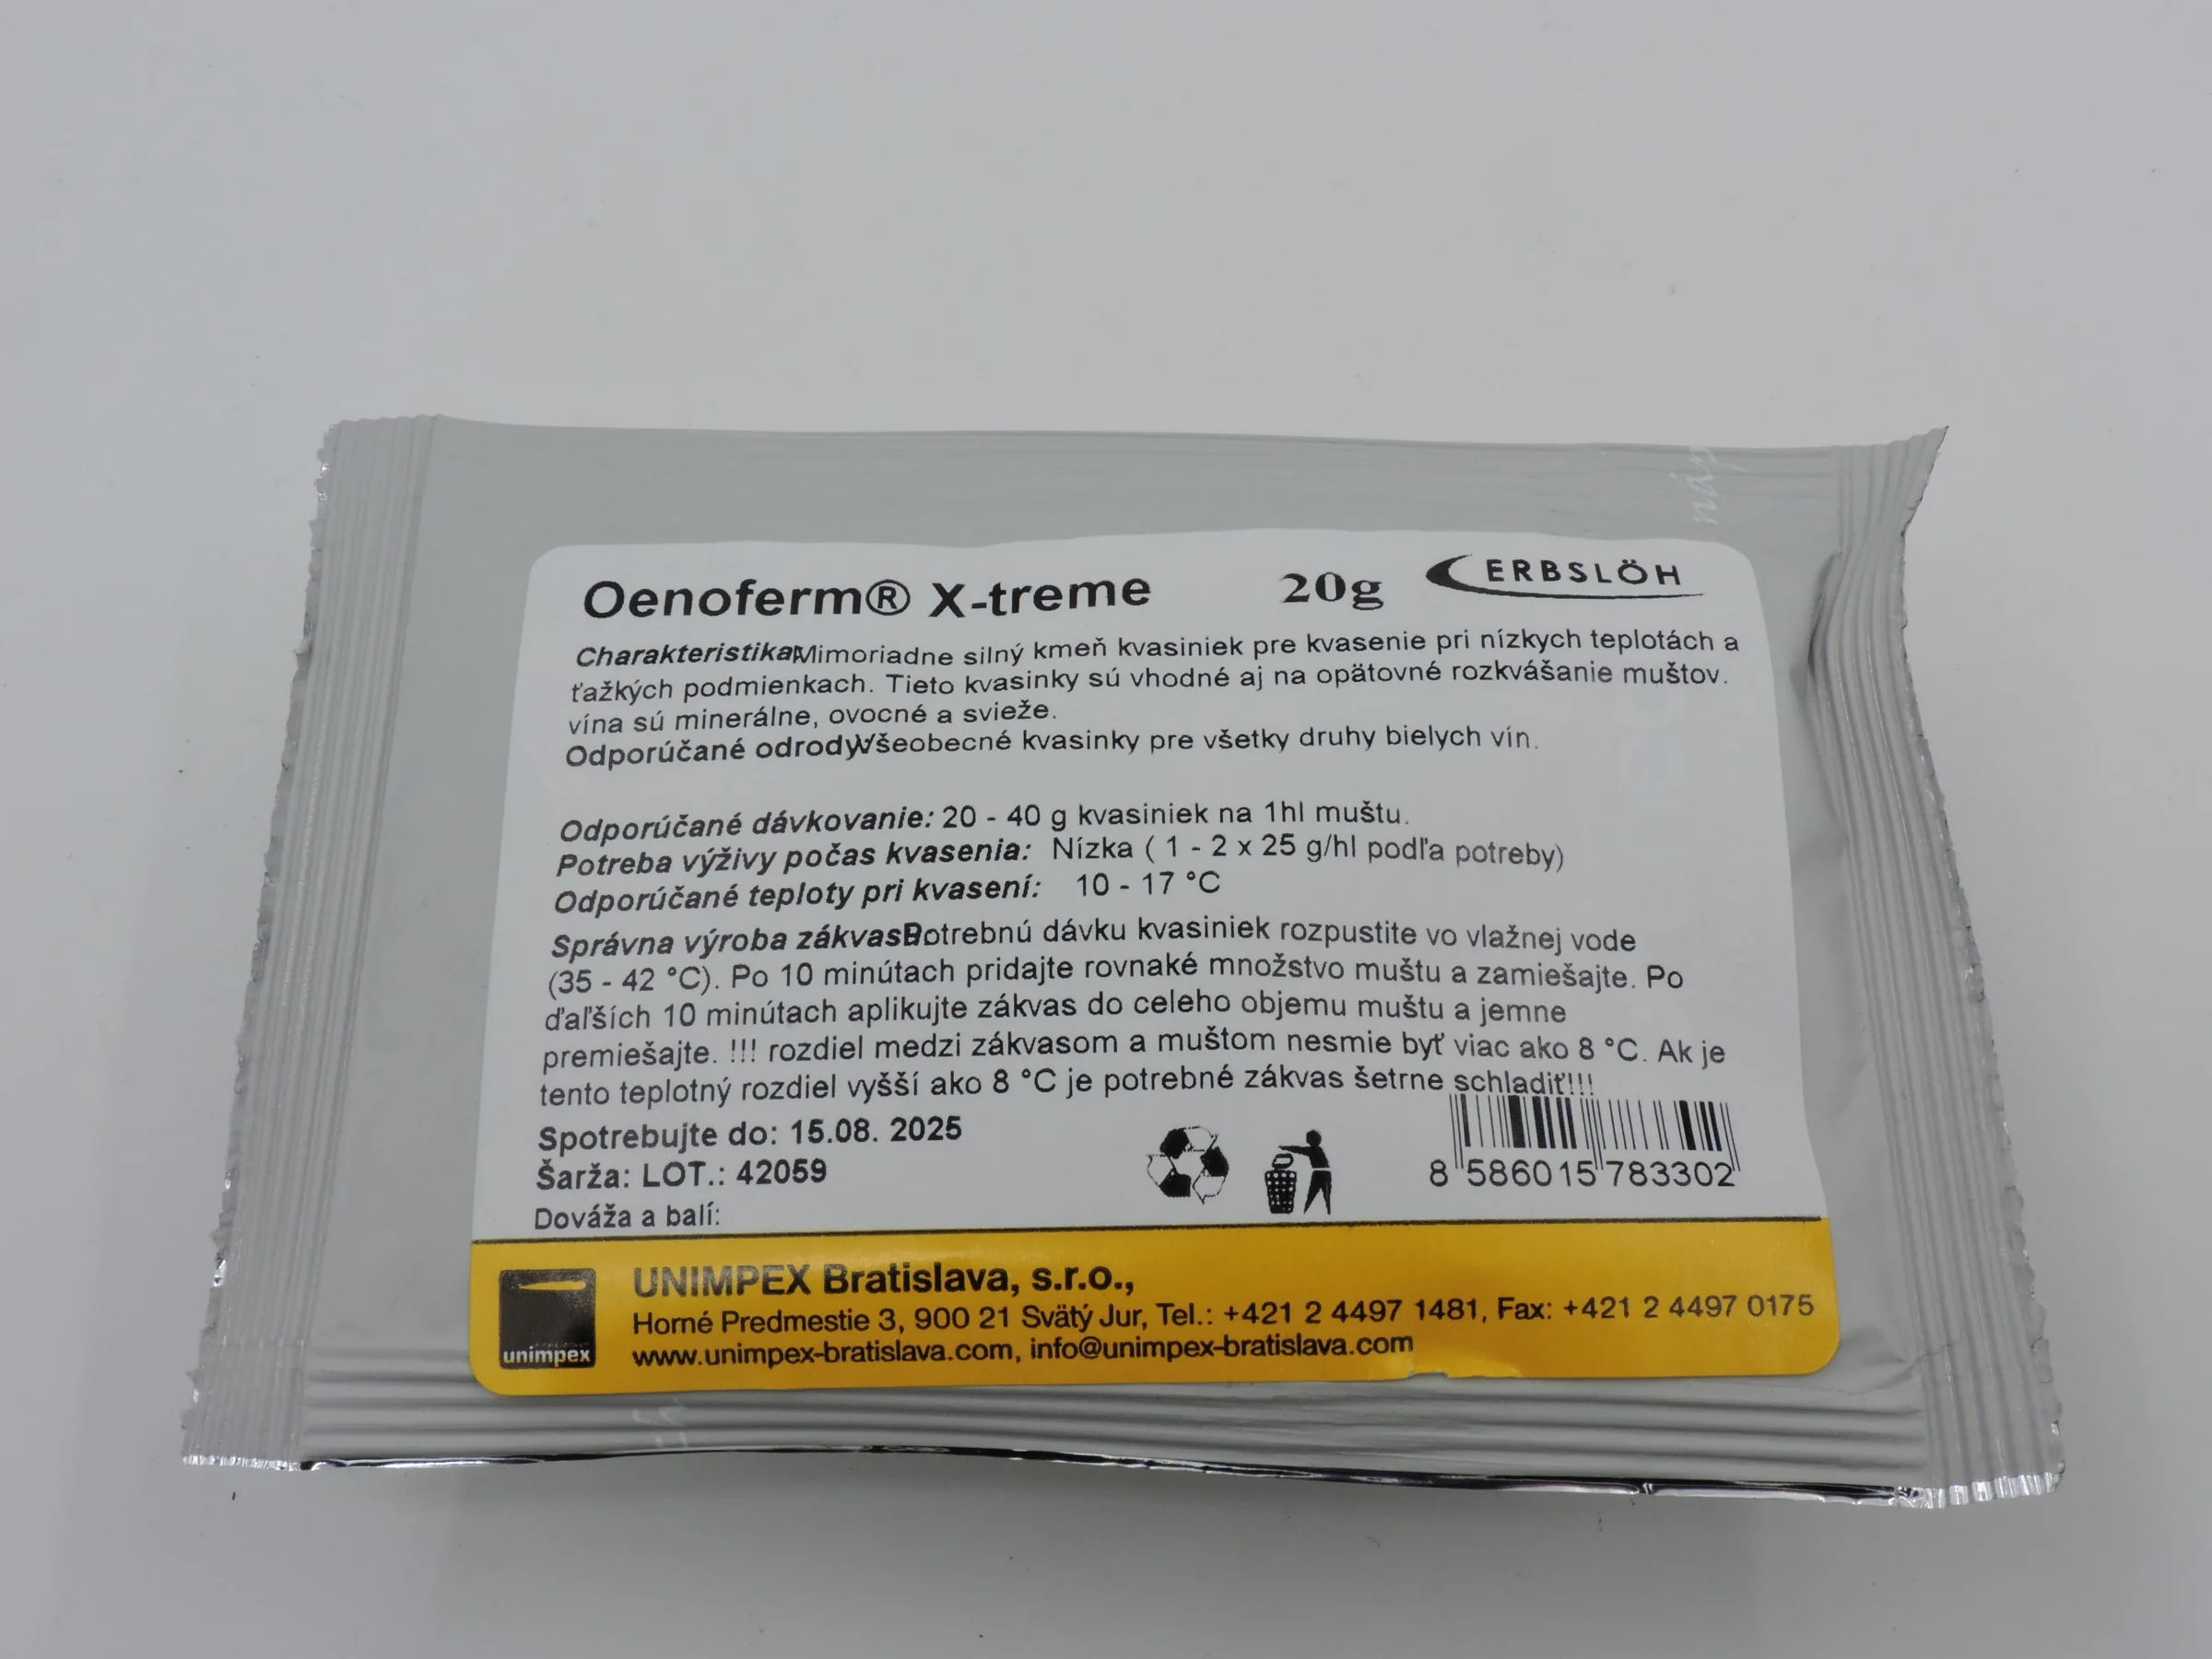 Oenoferm® X-treme 20g ERBSLÖH
Charakteristika Mimoriadne silný kmeň kvasiniek pre kvasenie pri nízkych teplotách a
ťažkých podmienkach. Tieto kvasinky sú vhodné aj na opätovné rozkvášanie muštov.
vína sú minerálne, ovocné a svieže.
Odporúčané odrody Všeobecné kvasinky pre všetky druhy bielych vín.
Odporúčané dávkovanie: 20 - 40 g kvasiniek na 1hl muštu.
Potreba výživy počas kvasenia: Nízka ( 1 - 2 x 25 g/hl podľa potreby)
Odporúčané teploty pri kvasení: 10 - 17 °C
Správna výroba zákvasu Potrebnú dávku kvasiniek rozpustite vo vlažnej vode
(35 - 42 °C). Po 10 minútach pridajte rovnaké množstvo muštu a zamiešajte. Po
ďaľších 10 minútach aplikujte zákvas do celeho objemu muštu a jemne
premiešajte. !!! rozdiel medzi zákvasom a muštom nesmie byť viac ako 8 °C. Ak je
tento teplotný rozdiel vyšší ako 8 °C je potrebné zákvas šetrne schladiť!!!
Spotrebujte do: 15.08. 2025
Šarža: LOT.: 42059
8 586015 783302
Dováža a balí:
unimpex
UNIMPEX Bratislava, s.r.o.,
Horné Predmestie 3, 900 21 Svätý Jur, Tel.: +421 2 4497 1481, Fax: +421 2 4497 0175
www.unimpex-bratislava.com, info@unimpex-bratislava.com